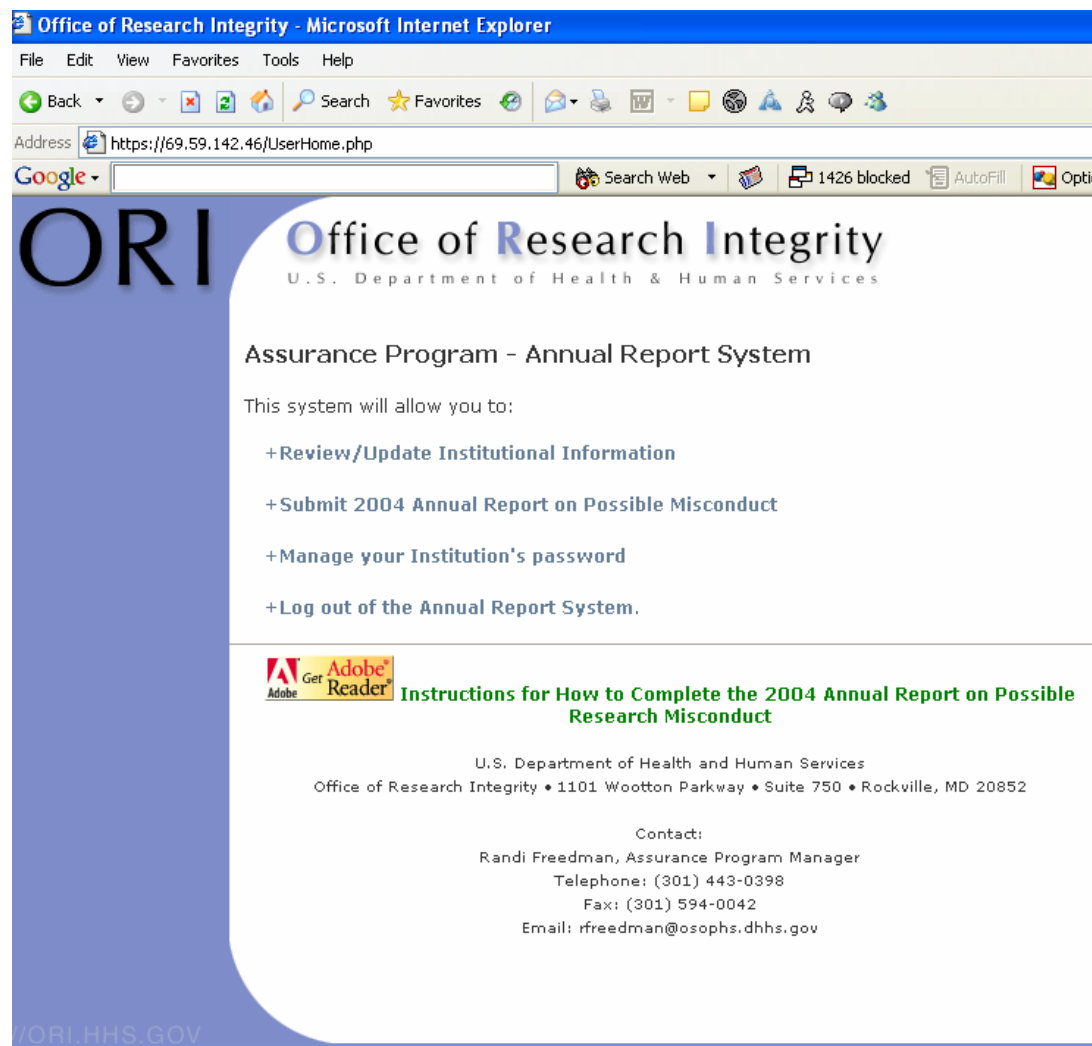 Office of Research Integrity - Microsoft Internet Explorer
File Edit View Favorites Tools Help
Back Search Favorites
Address https://69.59.142.46/UserHome.php
Google Search Web 1426 blocked AutoFill
ORI
Office of Research Integrity
U.S. Department of Health & Human Services
Assurance Program - Annual Report System
This system will allow you to:
+Review/Update Institutional Information
+Submit 2004 Annual Report on Possible Misconduct
+Manage your Institution's password
+Log out of the Annual Report System.
Adobe Get Adobe® Reader®
Instructions for How to Complete the 2004 Annual Report on Possible
Research Misconduct
U.S. Department of Health and Human Services
Office of Research Integrity • 1101 Wootton Parkway • Suite 750 • Rockville, MD 20852
Contact:
Randi Freedman, Assurance Program Manager
Telephone: (301) 443-0398
Fax: (301) 594-0042
Email: rfreedman@osophs.dhhs.gov
//ORI.HHS.GOV